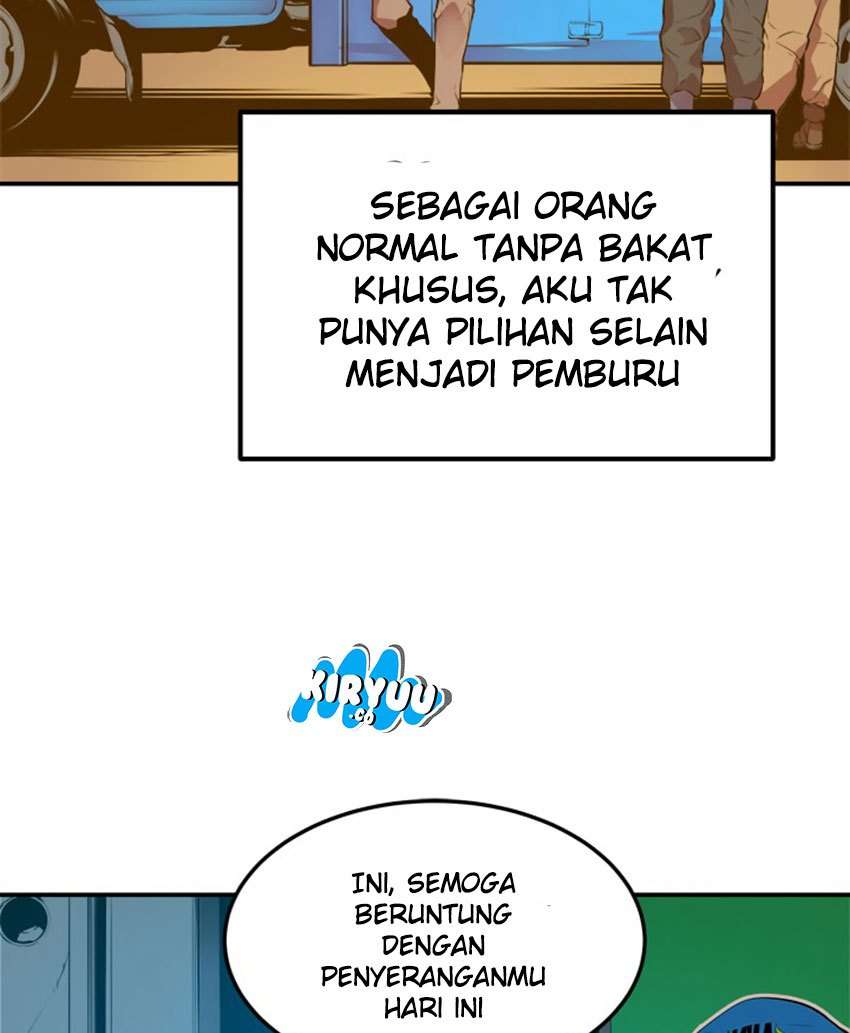 SEBAGAI ORANG
NORMAL TANPA BAKAT
KHUSUS, AKU TAK
PUNYA PILIHAN SELAIN
MENJADI PEMBURU
KIRYUU
.CO
INI, SEMOGA
BERUNTUNG
DENGAN
PENYERANGANMU
HARI INI